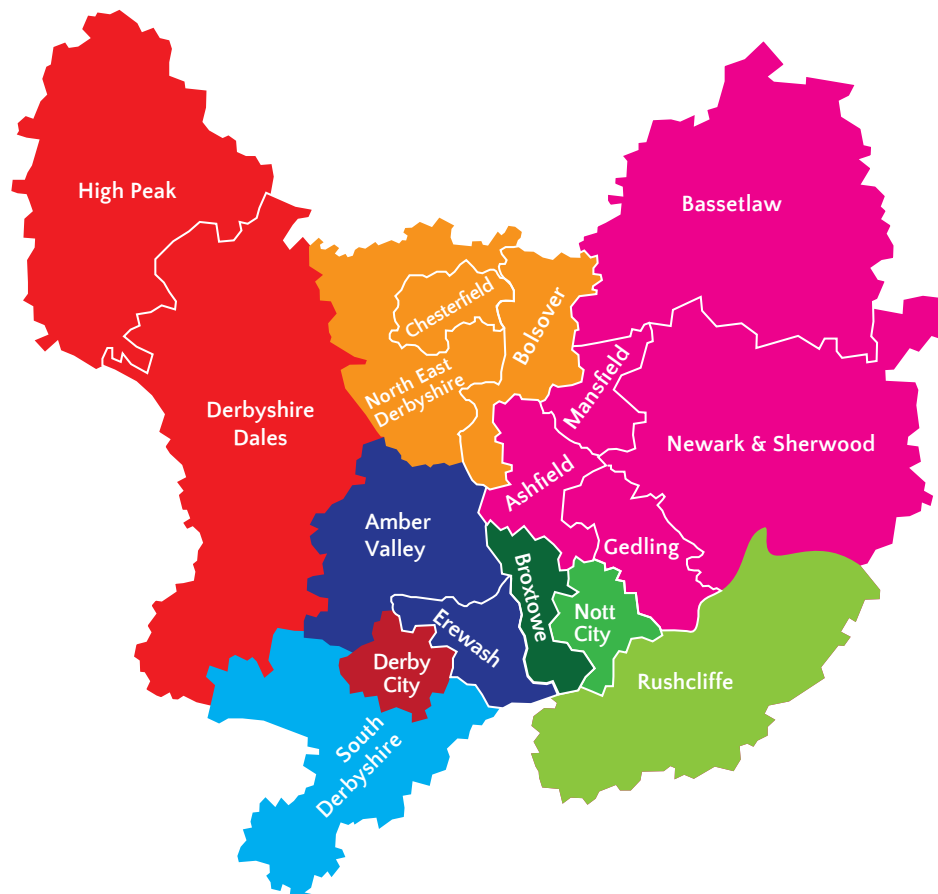 High Peak
Bassetlaw
Chesterfield
Bolsover
North East
Derbyshire
Mansfield
Derbyshire
Dales
Newark & Sherwood
Ashfield
Amber
Valley
Gedling
Broxtowe
Erewash
Nott
City
Derby
City
Rushcliffe
South
Derbyshire